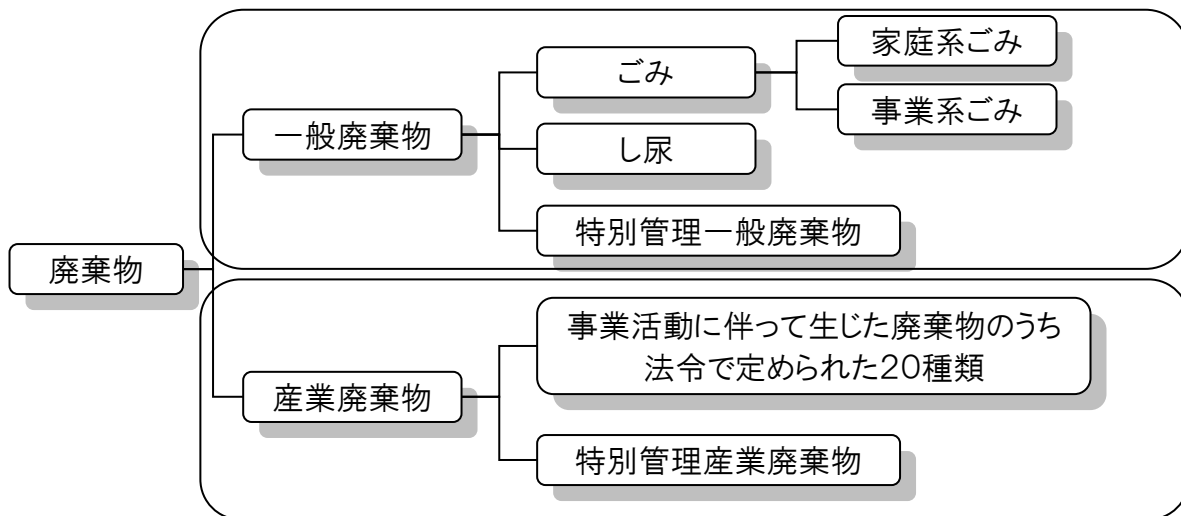 廃棄物
一般廃棄物
ごみ
家庭系ごみ
事業系ごみ
し尿
特別管理一般廃棄物
産業廃棄物
事業活動に伴って生じた廃棄物のうち
法令で定められた20種類
特別管理産業廃棄物